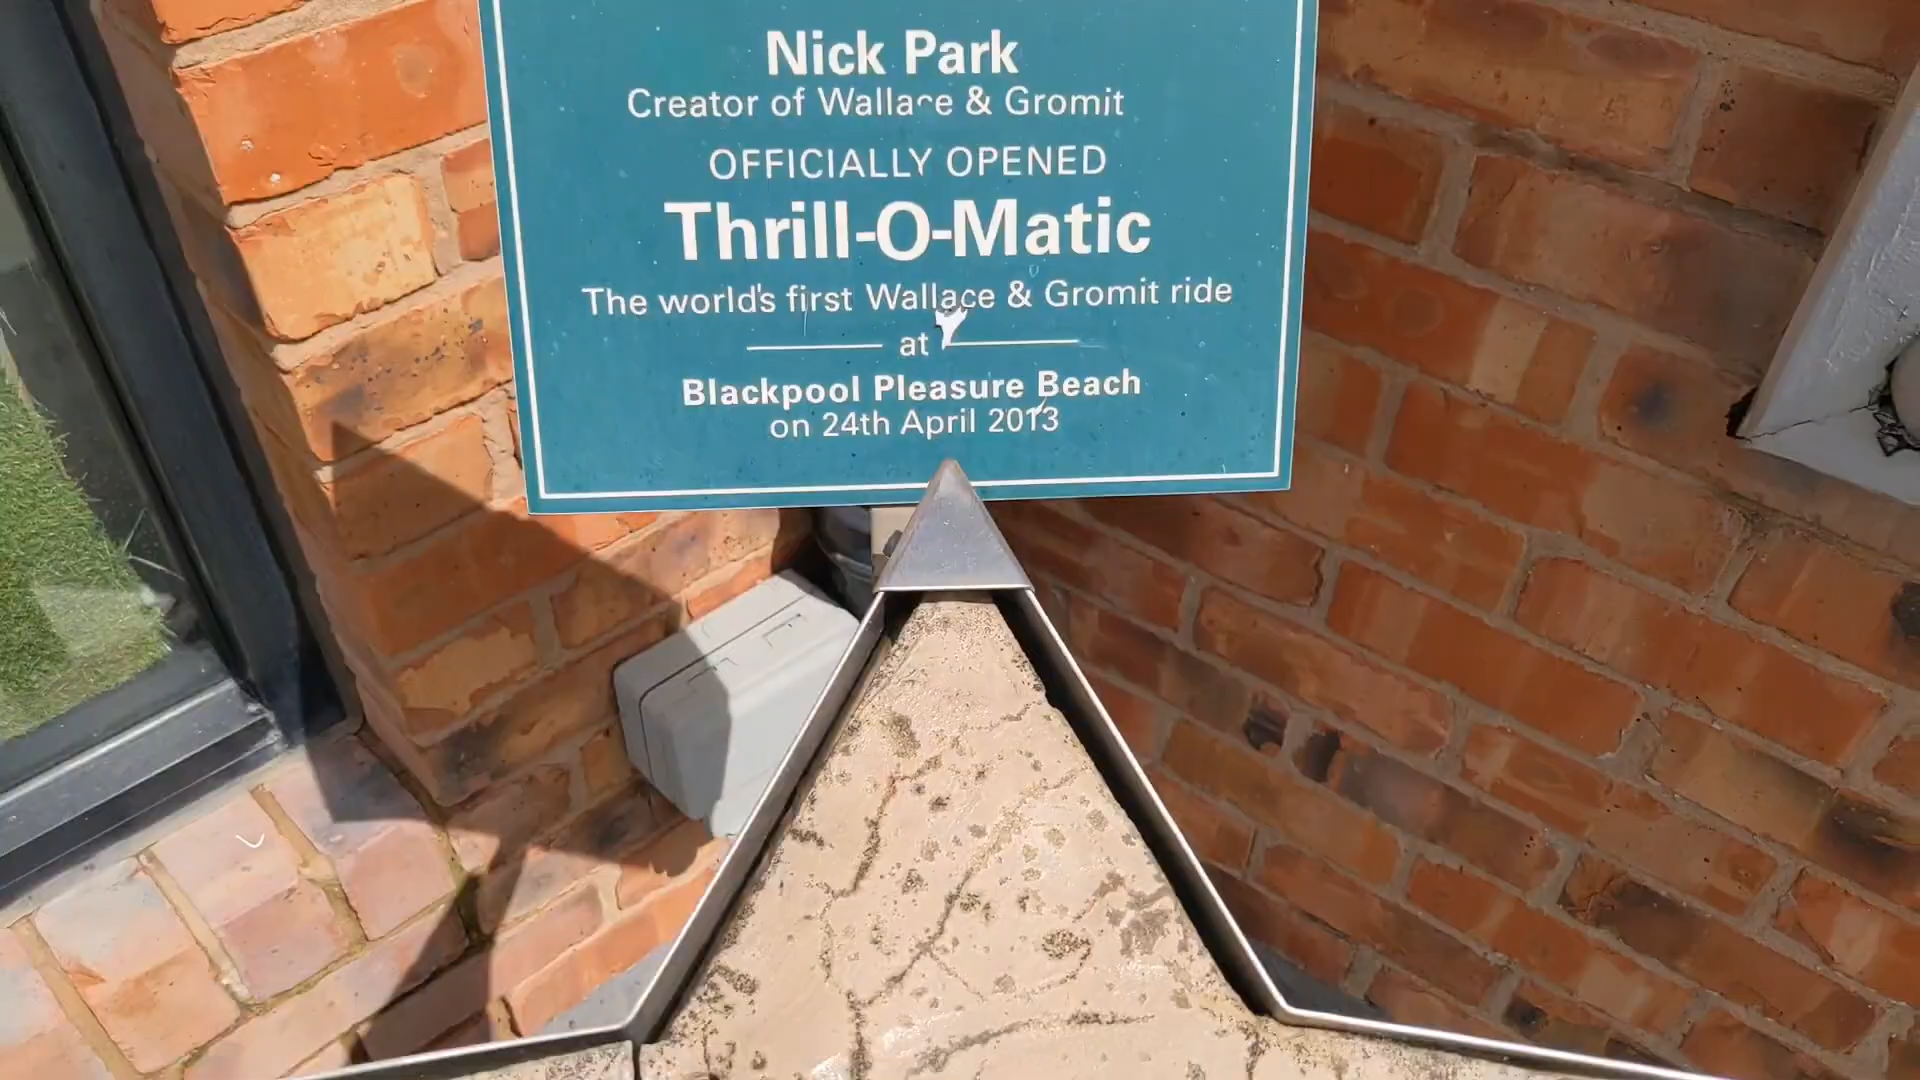 Nick Park
Creator of Wallace & Gromit
OFFICIALLY OPENED
Thrill-O-Matic
The world's first Wallace & Gromit ride
at
Blackpool Pleasure Beach
on 24th April 2013